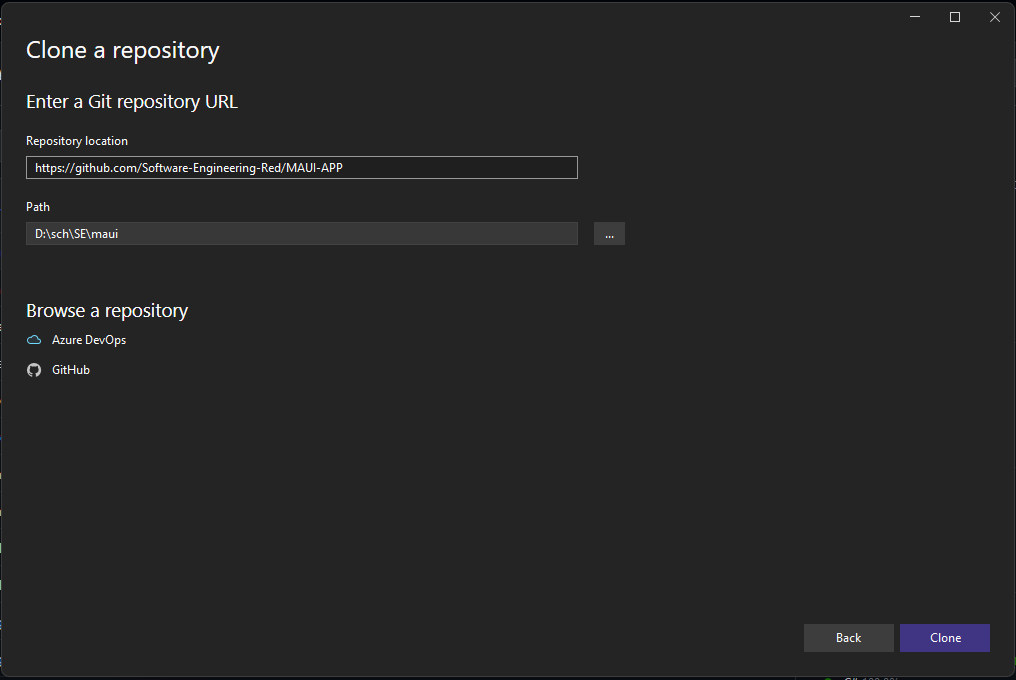 Clone a repository
Enter a Git repository URL
Repository location
https://github.com/Software-Engineering-Red/MAUI-APP
Path
D:\sch\SE\maui
...
Browse a repository
Azure DevOps
GitHub
Back
Clone